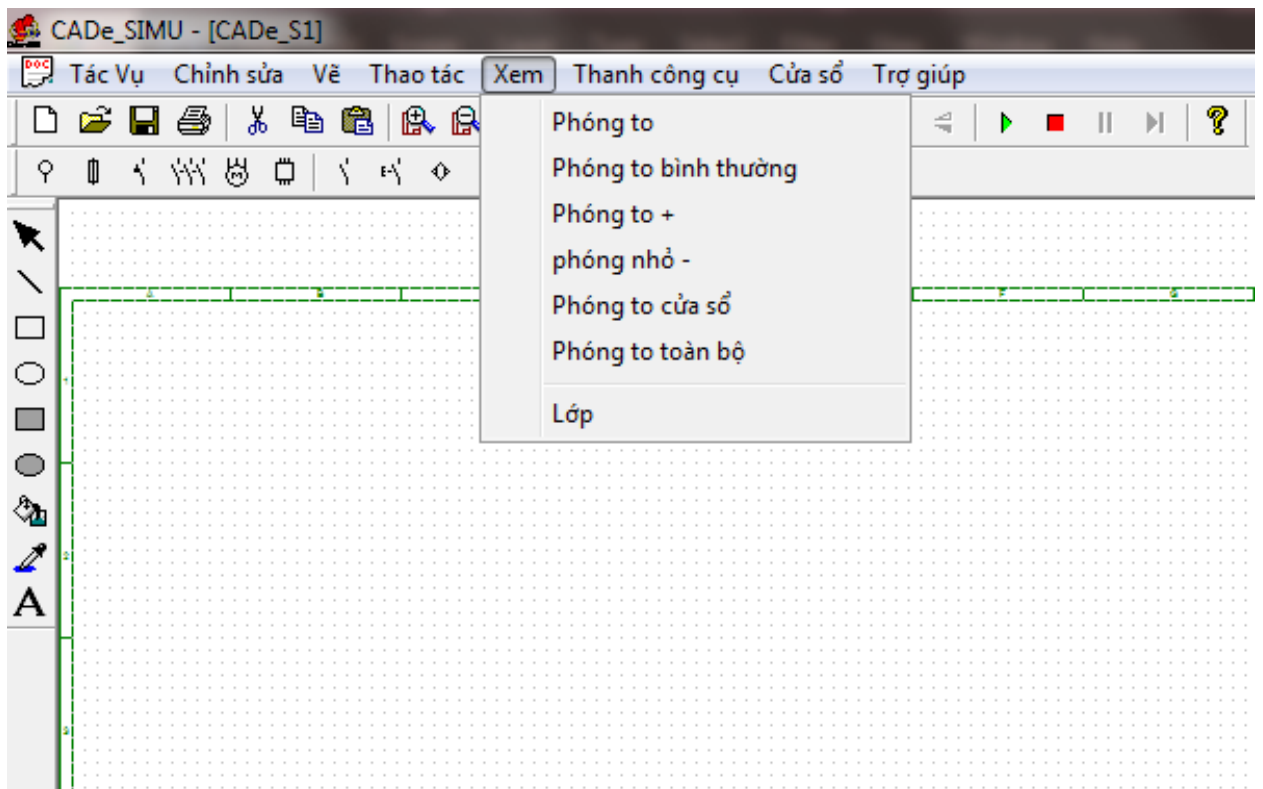 CADe_SIMU - [CADe_S1]
Tác Vụ Chỉnh sửa Vẽ Thao tác Xem Thanh công cụ Cửa sổ Trợ giúp
Phóng to
Phóng to bình thường
Phóng to +
phóng nhỏ -
Phóng to cửa sổ
Phóng to toàn bộ
Lớp
A